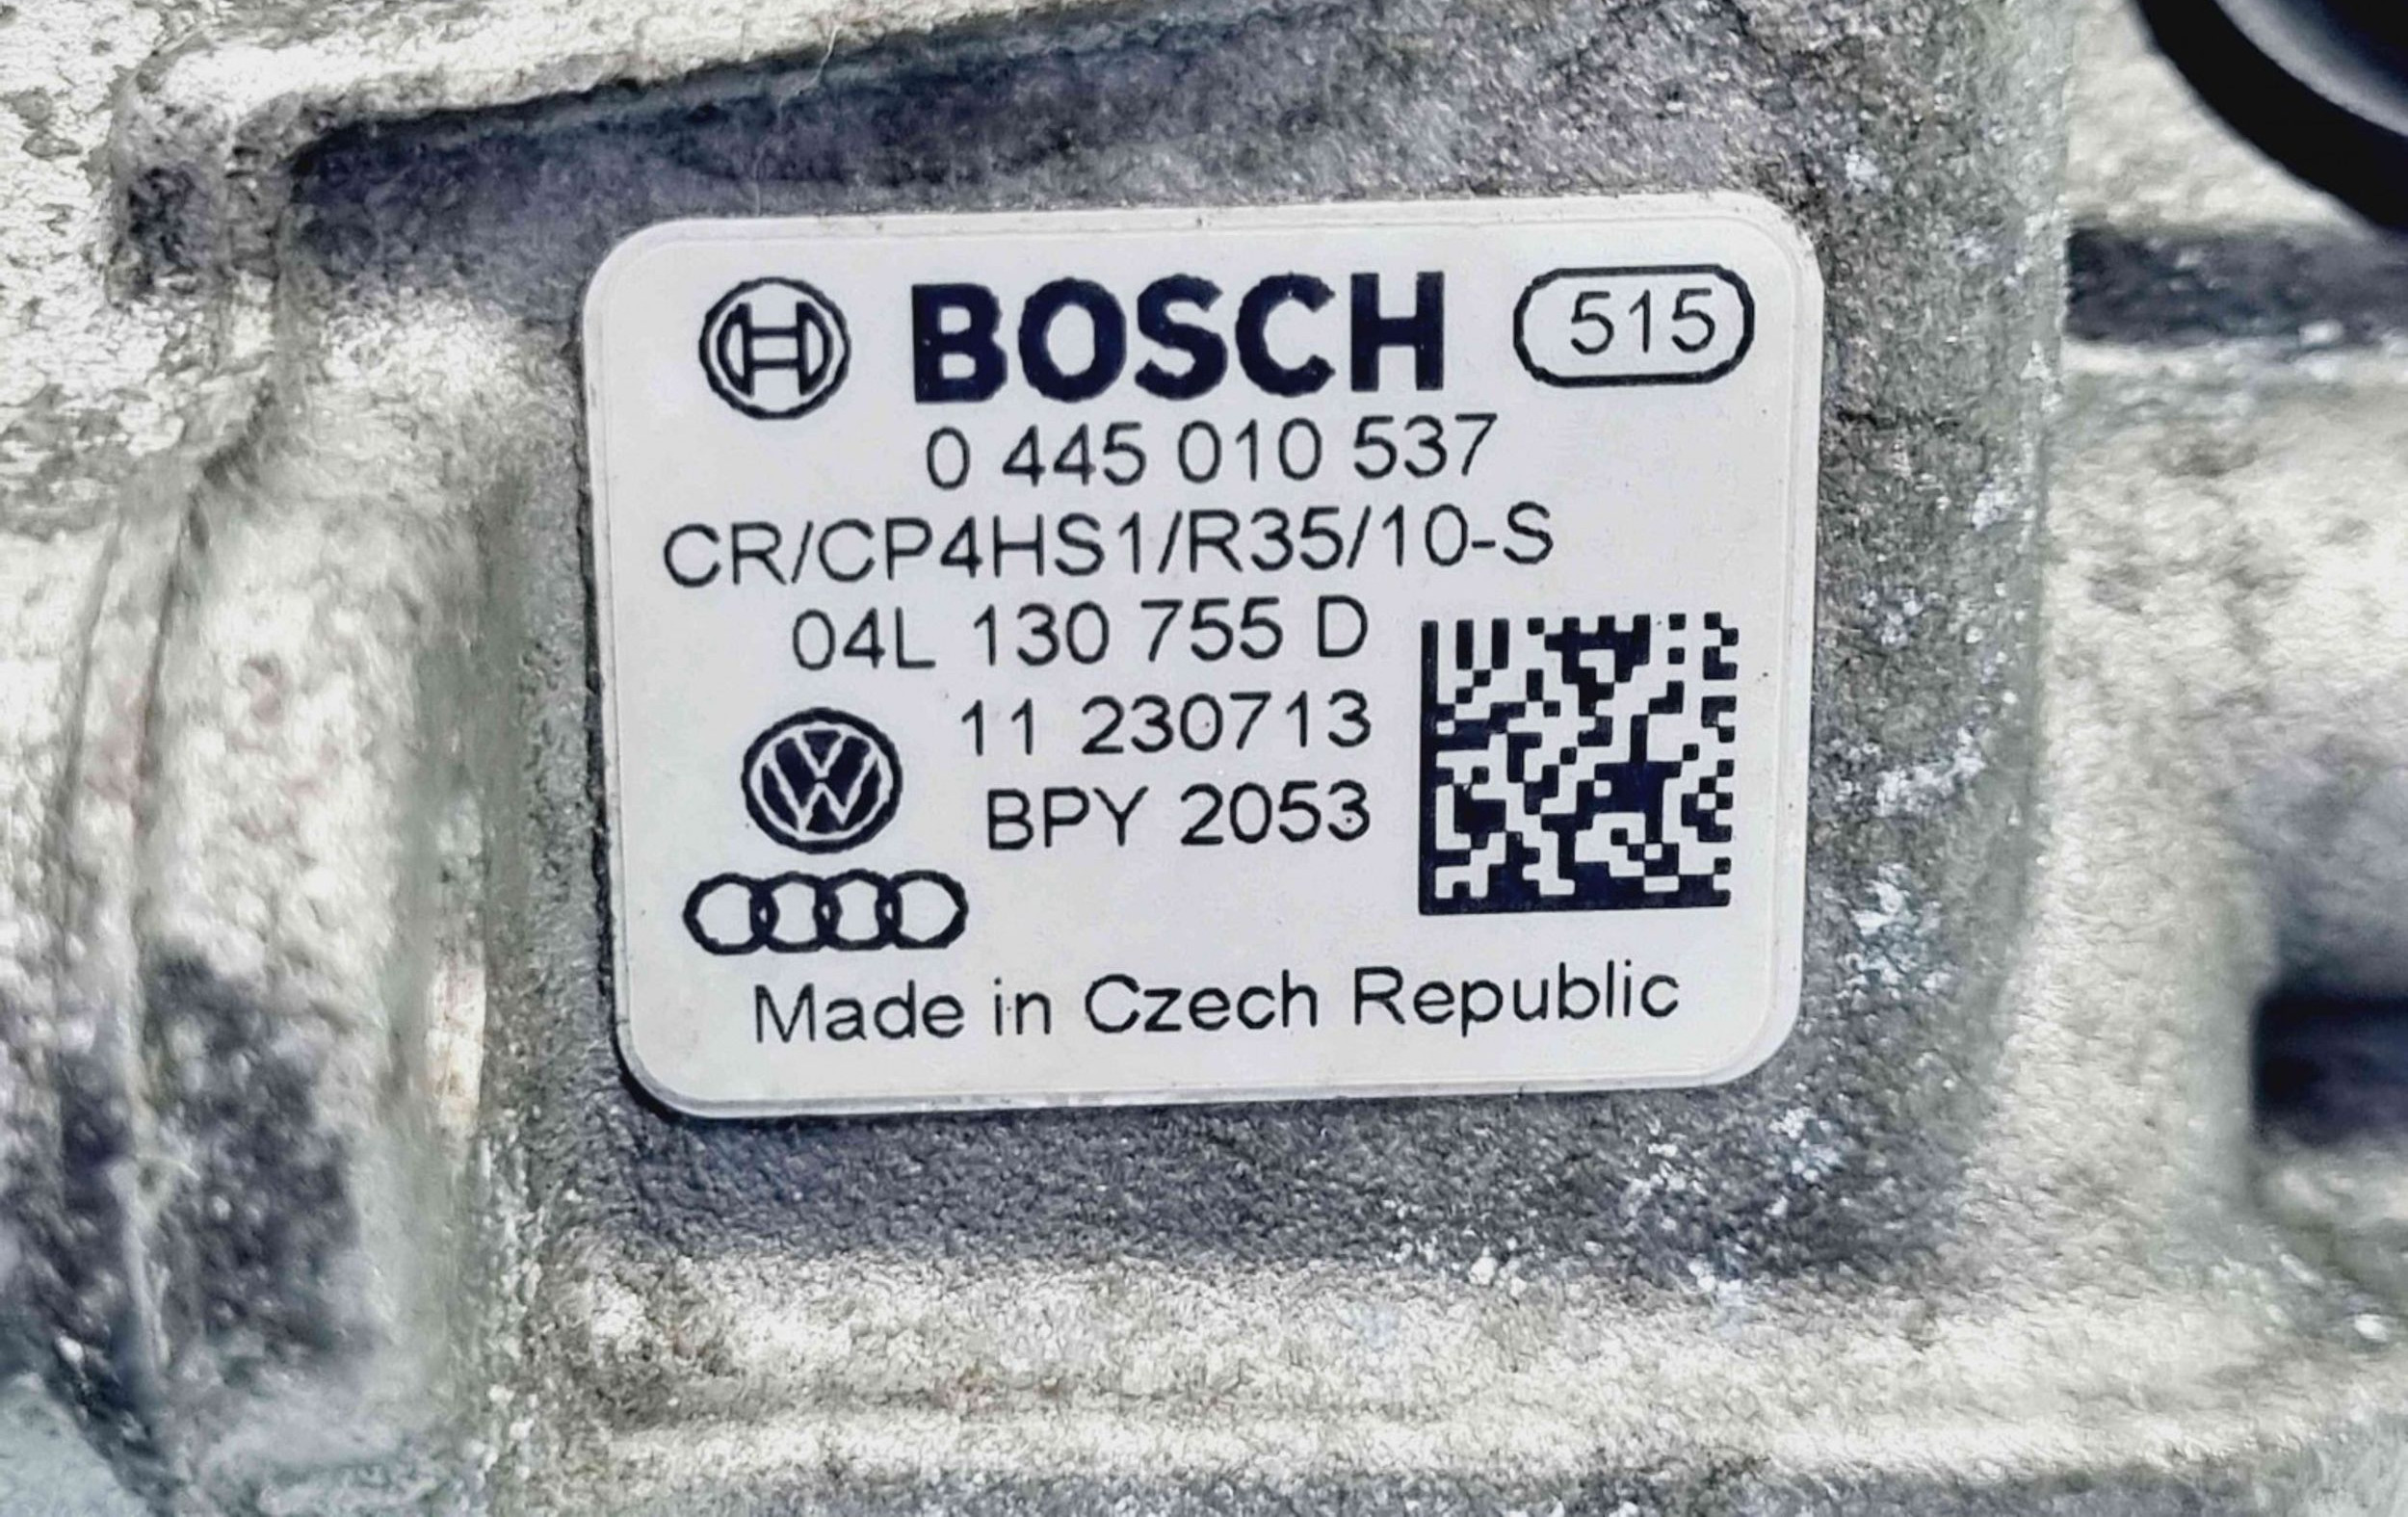 BOSCH 515
0 445 010 537
CR/CP4HS1/R35/10-S
04L 130 755 D
11 230713
BPY 2053
Made in Czech Republic